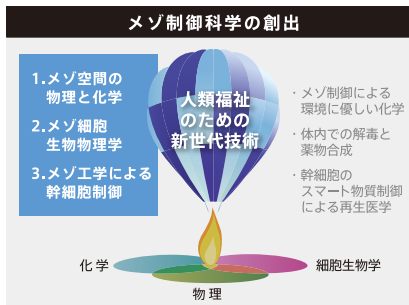 メゾ制御科学の創出
1.メゾ空間の
物理と化学
2.メゾ細胞
生物物理学
3.メゾ工学による
幹細胞制御
人類福祉
のための
新世代技術
・メゾ制御による
環境に優しい化学
・体内での解毒と
薬物合成
・幹細胞の
スマート物質制御
による再生医学
化学
細胞生物学
物理